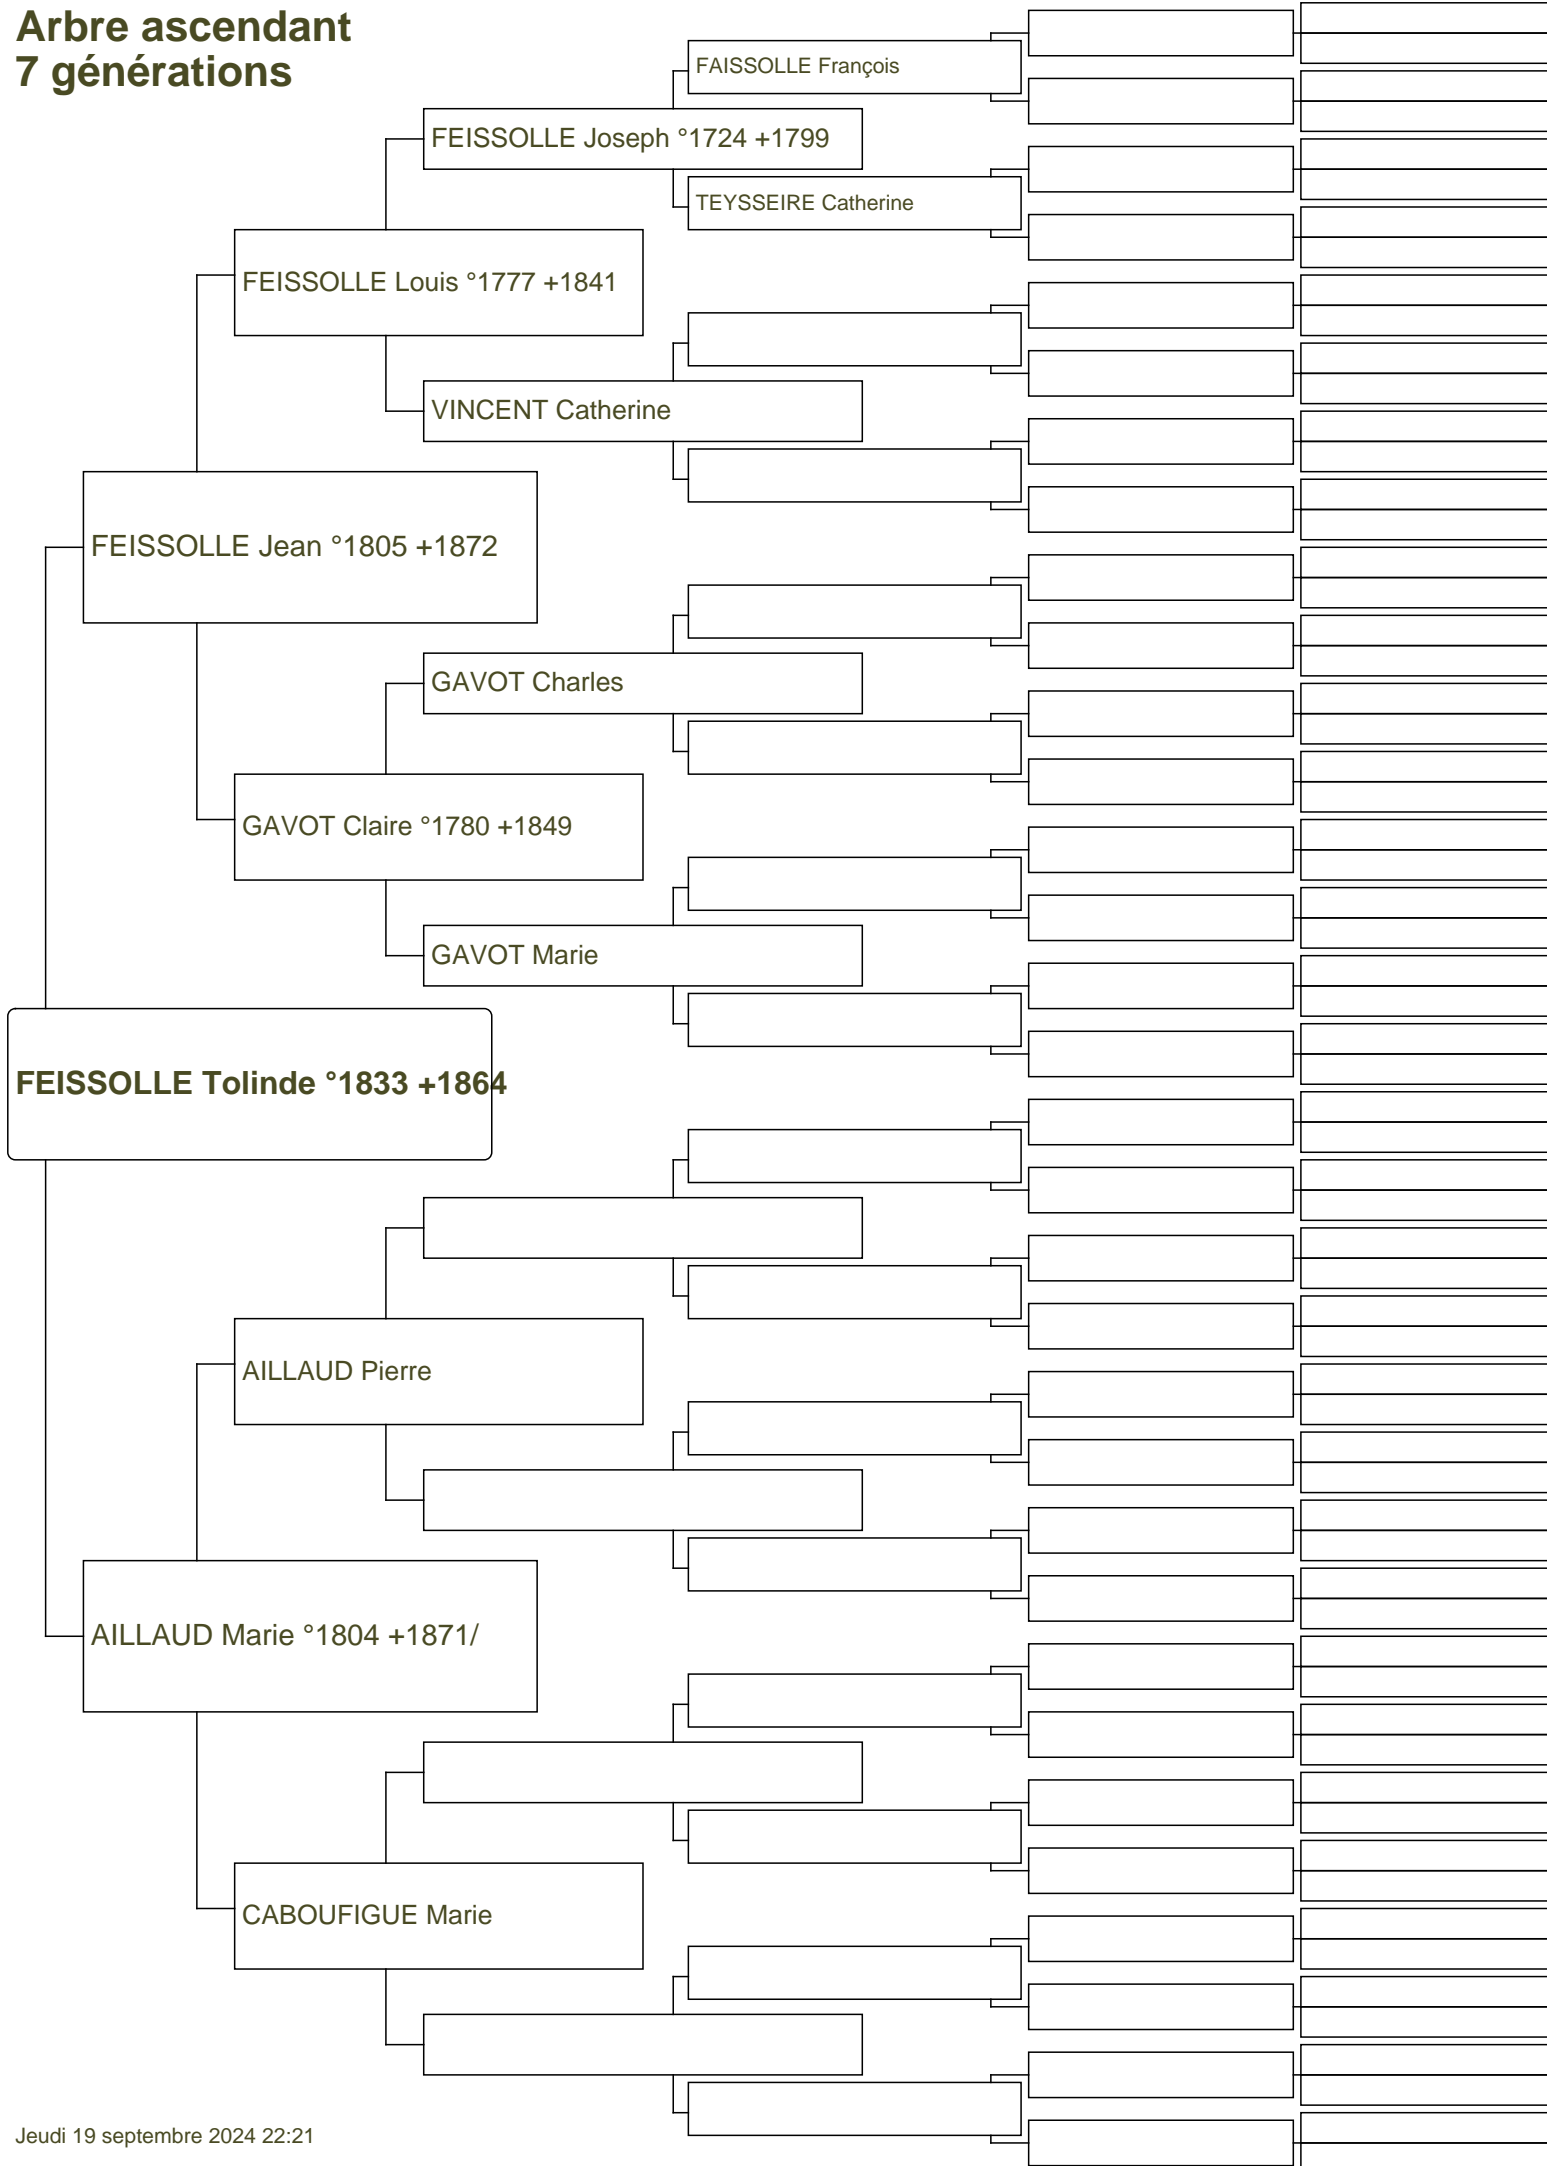 Arbre ascendant
7 générations
FAISSOLLE François
FEISSOLLE Joseph °1724 +1799
TEYSSEIRE Catherine
FEISSOLLE Louis °1777 +1841
VINCENT Catherine
FEISSOLLE Jean °1805 +1872
GAVOT Charles
GAVOT Claire °1780 +1849
GAVOT Marie
FEISSOLLE Tolinde °1833 +1864
AILLAUD Pierre
AILLAUD Marie °1804 +1871/
CABOUFIGUE Marie
Jeudi 19 septembre 2024 22:21